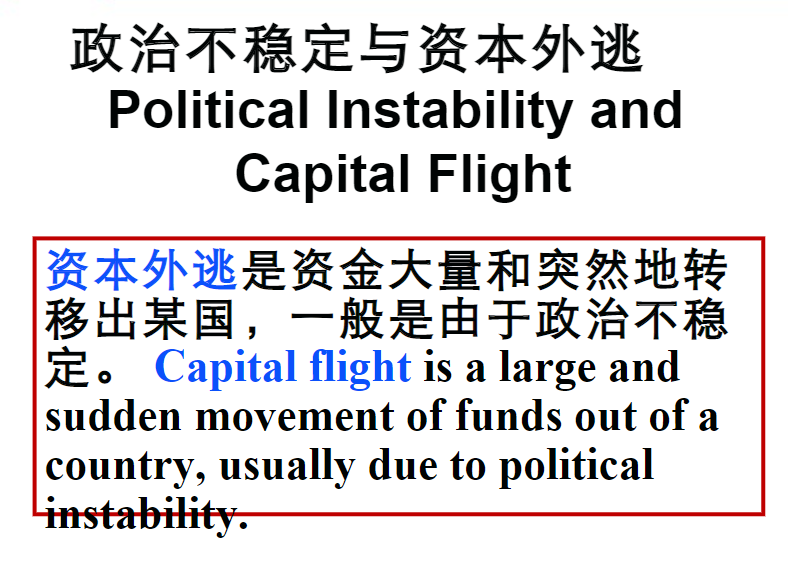 政治不稳定与资本外逃
Political Instability and
Capital Flight
资本外逃是资金大量和突然地转
移出某国，一般是由于政治不稳
定。 Capital flight is a large and
sudden movement of funds out of a
country, usually due to political
instability.